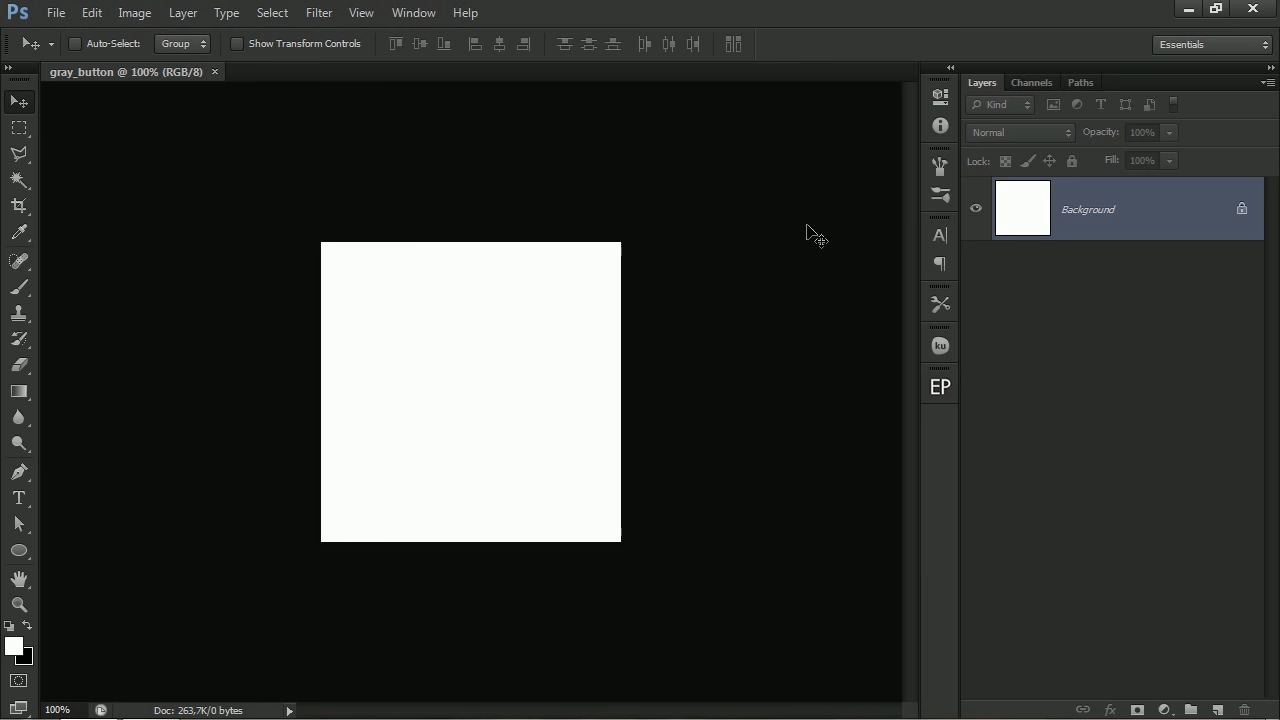 Ps File Edit Image Layer Type Select Filter View Window Help
Auto-Select: Group Show Transform Controls Essentials
gray_button @ 100% (RGB/8) ×
Layers Channels Paths
Kind
Normal Opacity: 100%
Lock: Fill: 100%
Background
A
ku
EP
T
100% Doc: 263,7K/0 bytes
fx